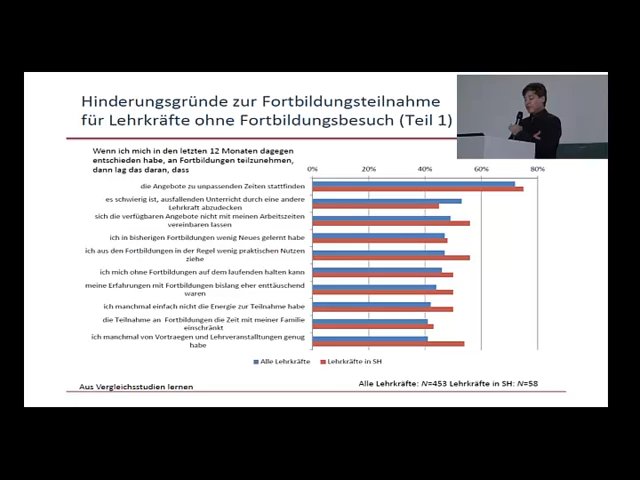 Hinderungsgründe zur Fortbildungsteilnahme
für Lehrkräfte ohne Fortbildungsbesuch (Teil 1)
Wenn ich mich in den letzten 12 Monaten dagegen
entschieden habe, an Fortbildungen teilzunehmen,
dann lag das daran, dass
0% 20% 40% 60% 80%
die Angebote zu unpassenden Zeiten stattfinden
es schwierig ist, ausfallenden Unterricht durch eine andere
Lehrkraft abzudecken
sich die verfügbaren Angebote nicht mit meinen Arbeitszeiten
vereinbaren lassen
ich in bisherigen Fortbildungen wenig Neues gelernt habe
ich aus den Fortbildungen in der Regel wenig praktischen Nutzen
ziehe
ich mich ohne Fortbildungen auf dem laufenden halten kann
meine Erfahrungen mit Fortbildungen bislang eher enttäuschend
waren
ich manchmal einfach nicht die Energie zur Teilnahme habe
die Teilnahme an Fortbildungen die Zeit mit meiner Familie
einschränkt
ich manchmal von Vortraegen und Lehrveranstalltungen genug
habe
Alle Lehrkräfte Lehrkräfte in SH
Alle Lehrkräfte: N=453 Lehrkräfte in SH: N=58
Aus Vergleichsstudien lernen